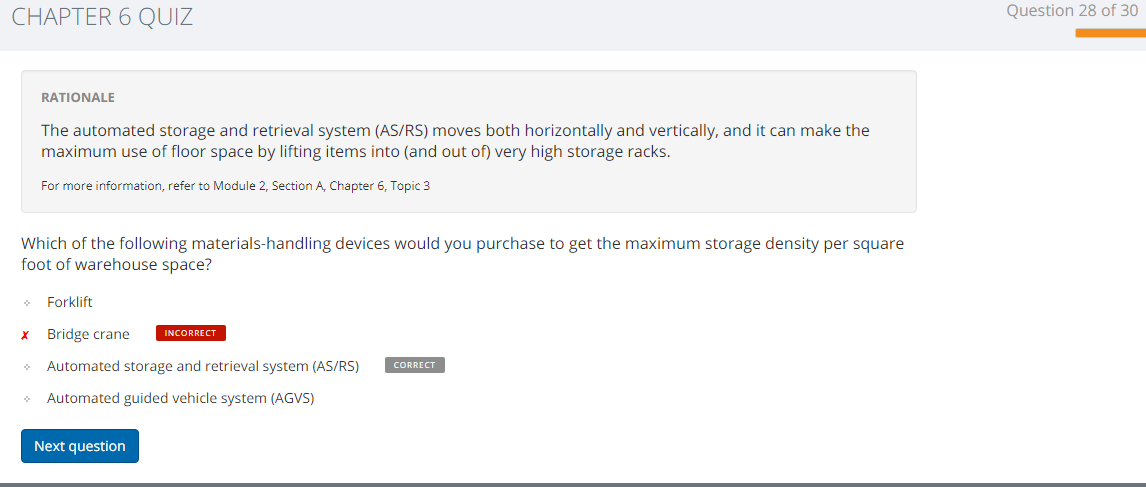 CHAPTER 6 QUIZ
Question 28 of 30
RATIONALE
The automated storage and retrieval system (AS/RS) moves both horizontally and vertically, and it can make the
maximum use of floor space by lifting items into (and out of) very high storage racks.
For more information, refer to Module 2, Section A, Chapter 6, Topic 3
Which of the following materials-handling devices would you purchase to get the maximum storage density per square
foot of warehouse space?
Forklift
✗ Bridge crane INCORRECT
Automated storage and retrieval system (AS/RS) CORRECT
Automated guided vehicle system (AGVS)
Next question